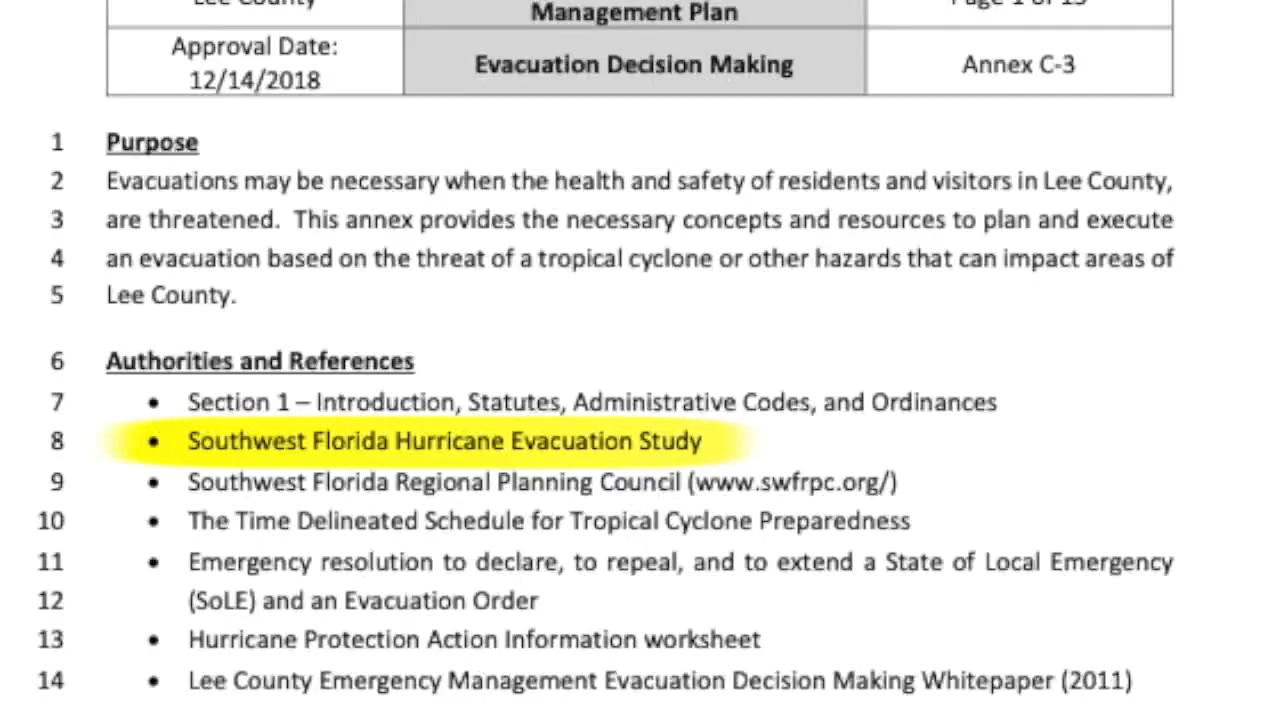 Lee County
Management Plan
Page 1 of 13
Approval Date:
12/14/2018
Evacuation Decision Making
Annex C-3
1 Purpose
2 Evacuations may be necessary when the health and safety of residents and visitors in Lee County,
3 are threatened. This annex provides the necessary concepts and resources to plan and execute
4 an evacuation based on the threat of a tropical cyclone or other hazards that can impact areas of
5 Lee County.
6 Authorities and References
7 • Section 1 – Introduction, Statutes, Administrative Codes, and Ordinances
8 • Southwest Florida Hurricane Evacuation Study
9 • Southwest Florida Regional Planning Council (www.swfrpc.org/)
10 • The Time Delineated Schedule for Tropical Cyclone Preparedness
11 • Emergency resolution to declare, to repeal, and to extend a State of Local Emergency
12 (SoLE) and an Evacuation Order
13 • Hurricane Protection Action Information worksheet
14 • Lee County Emergency Management Evacuation Decision Making Whitepaper (2011)